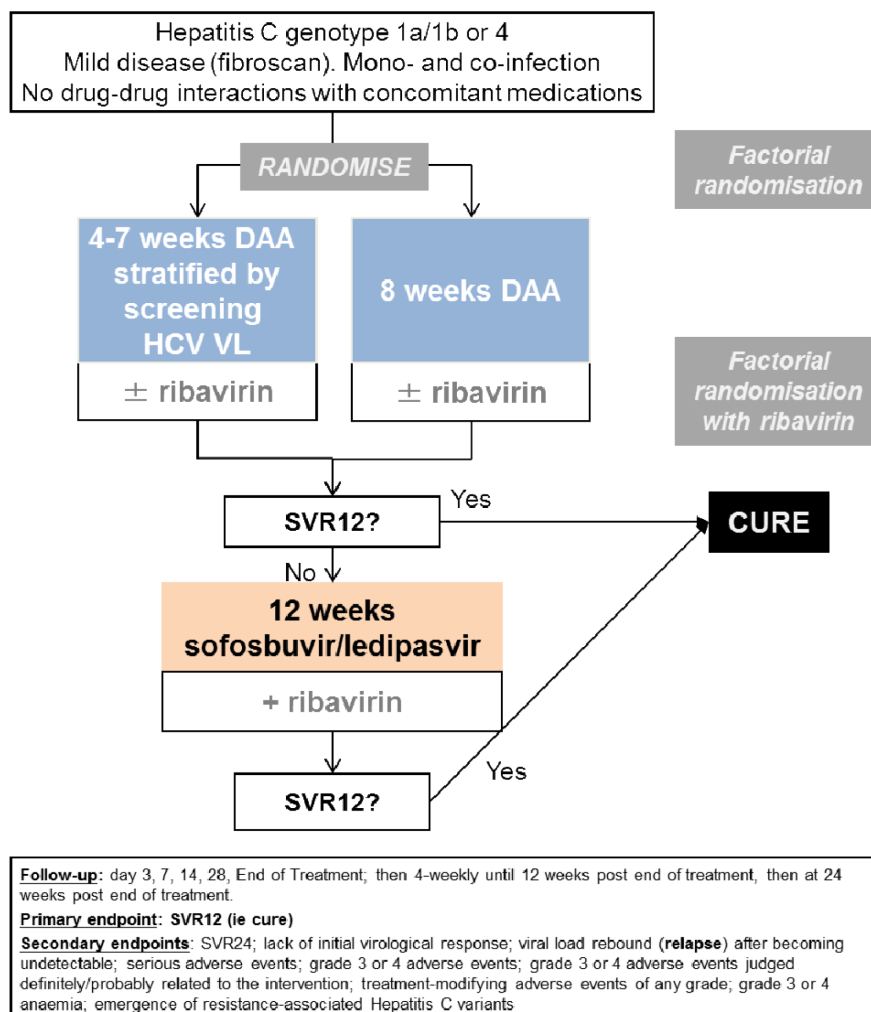 Hepatitis C genotype 1a/1b or 4
Mild disease (fibroscan). Mono- and co-infection
No drug-drug interactions with concomitant medications
RANDOMISE
Factorial
randomisation
4-7 weeks DAA
stratified by
screening
HCV VL
8 weeks DAA
± ribavirin
± ribavirin
Factorial
randomisation
with ribavirin
SVR12?
Yes
CURE
No
12 weeks
sofosbuvir/ledipasvir
+ ribavirin
SVR12?
Yes
Follow-up: day 3, 7, 14, 28, End of Treatment; then 4-weekly until 12 weeks post end of treatment, then at 24
weeks post end of treatment.
Primary endpoint: SVR12 (ie cure)
Secondary endpoints: SVR24; lack of initial virological response; viral load rebound (relapse) after becoming
undetectable; serious adverse events; grade 3 or 4 adverse events; grade 3 or 4 adverse events judged
definitely/probably related to the intervention; treatment-modifying adverse events of any grade; grade 3 or 4
anaemia; emergence of resistance-associated Hepatitis C variants